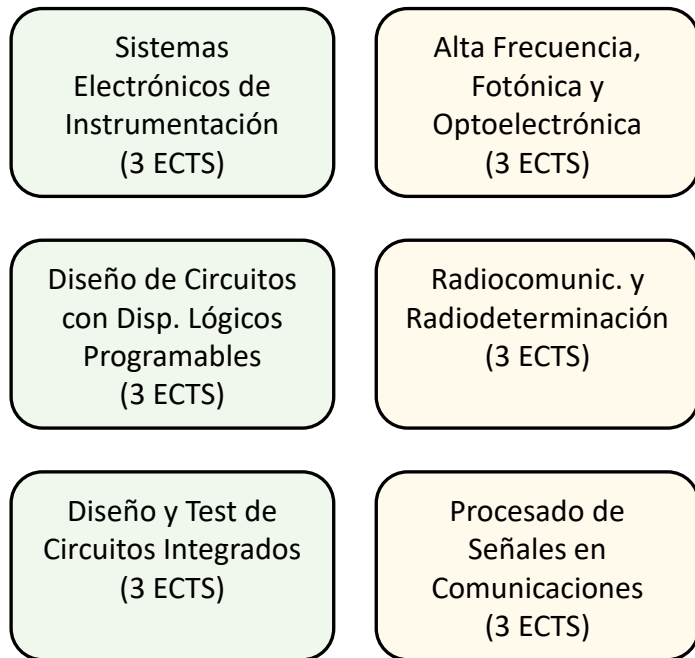 Sistemas
Electrónicos de
Instrumentación
(3 ECTS)
Alta Frecuencia,
Fotónica y
Optoelectrónica
(3 ECTS)
Diseño de Circuitos
con Disp. Lógicos
Programables
(3 ECTS)
Radiocomunic. y
Radiodeterminación
(3 ECTS)
Diseño y Test de
Circuitos Integrados
(3 ECTS)
Procesado de
Señales en
Comunicaciones
(3 ECTS)